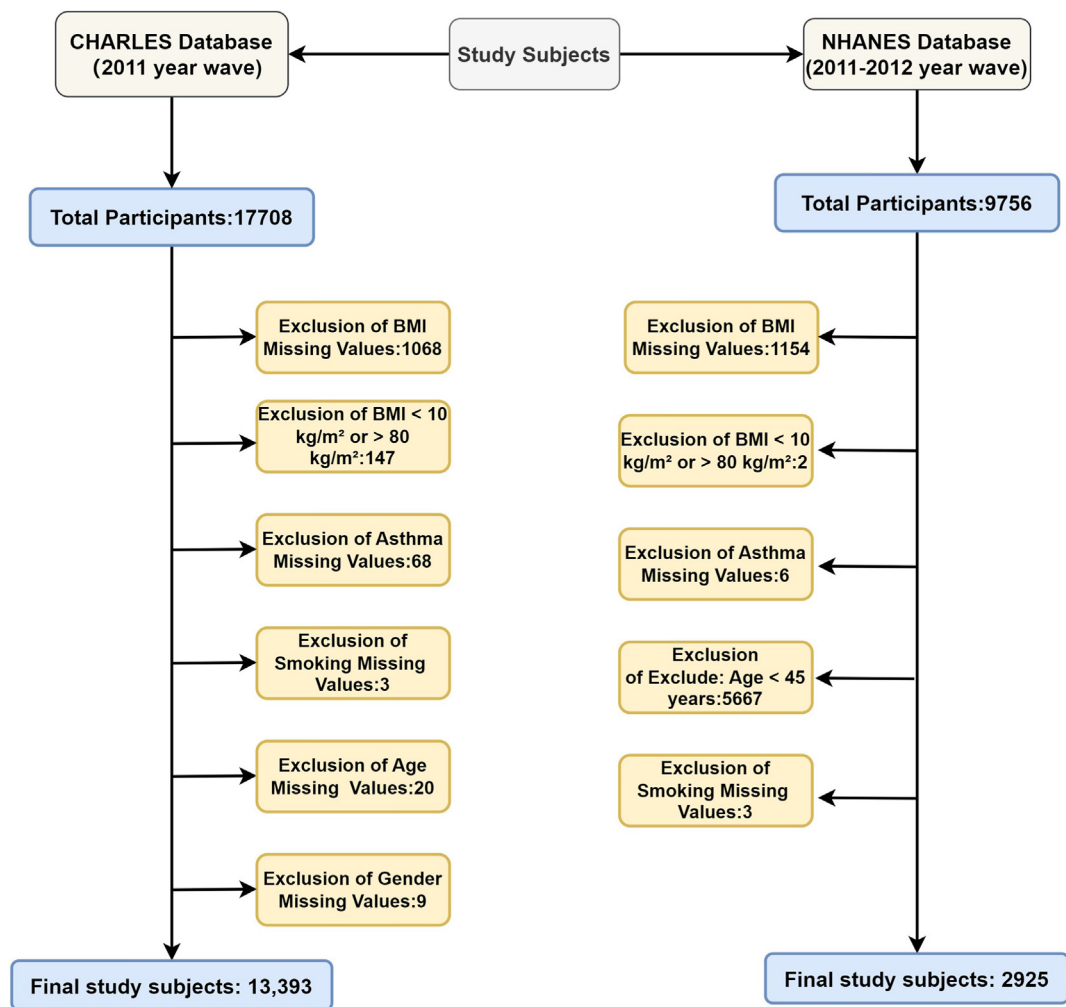 CHARLES Database
(2011 year wave)
Study Subjects
NHANES Database
(2011-2012 year wave)
Total Participants:17708
Total Participants:9756
Exclusion of BMI
Missing Values:1068
Exclusion of BMI < 10
kg/m² or > 80
kg/m²:147
Exclusion of Asthma
Missing Values:68
Exclusion of
Smoking Missing
Values:3
Exclusion of Age
Missing Values:20
Exclusion of Gender
Missing Values:9
Final study subjects: 13,393
Exclusion of BMI
Missing Values:1154
Exclusion of BMI < 10
kg/m² or > 80 kg/m²:2
Exclusion of Asthma
Missing Values:6
Exclusion
of Exclude: Age < 45
years:5667
Exclusion of
Smoking Missing
Values:3
Final study subjects: 2925